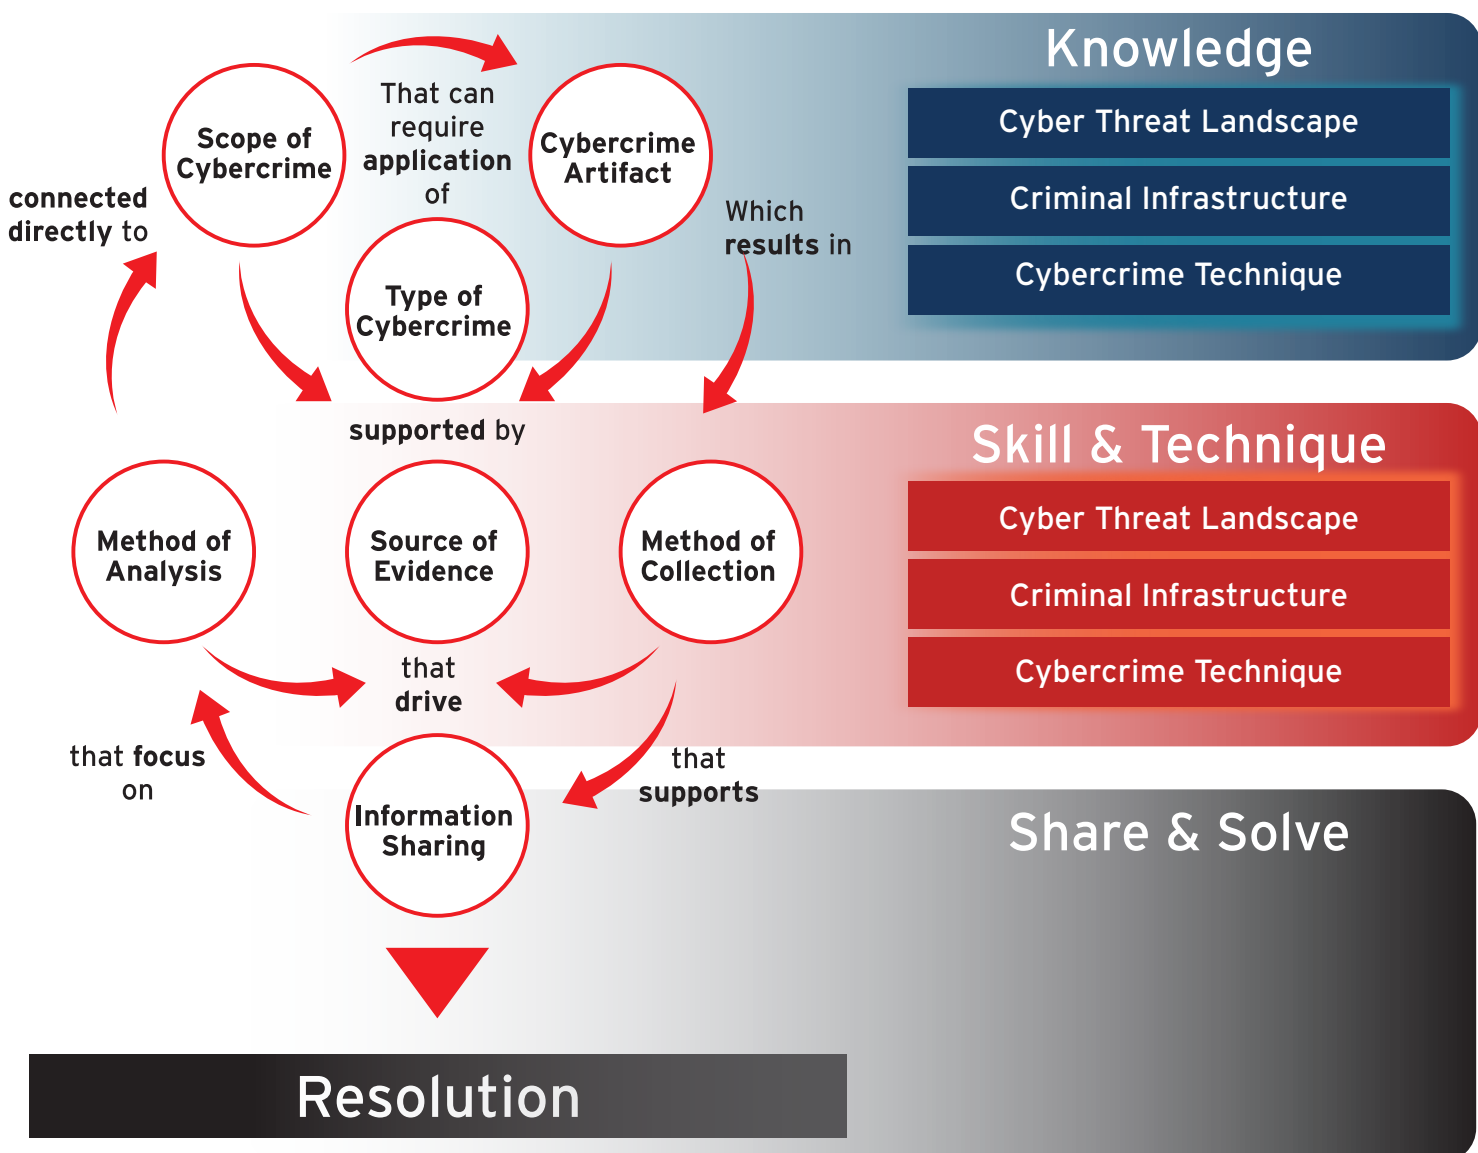 Knowledge
Cyber Threat Landscape
Criminal Infrastructure
Cybercrime Technique
That can
require
application
of
Scope of
Cybercrime
Cybercrime
Artifact
connected
directly to
Which
results in
Type of
Cybercrime
supported by
Skill & Technique
Cyber Threat Landscape
Criminal Infrastructure
Cybercrime Technique
Method of
Analysis
Source of
Evidence
Method of
Collection
that
drive
that focus
on
that
supports
Information
Sharing
Share & Solve
Resolution